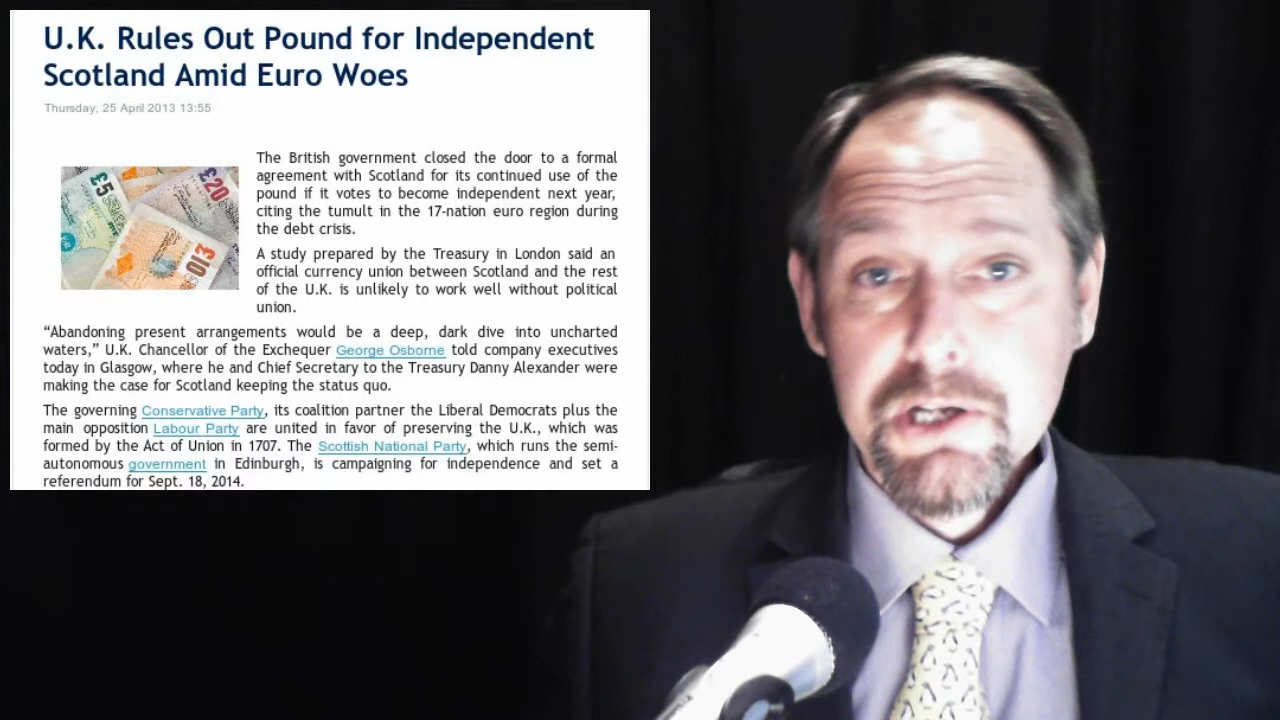 U.K. Rules Out Pound for Independent
Scotland Amid Euro Woes
Thursday, 25 April 2013 13:55
The British government closed the door to a formal
agreement with Scotland for its continued use of the
pound if it votes to become independent next year,
citing the tumult in the 17-nation euro region during
the debt crisis.
A study prepared by the Treasury in London said an
official currency union between Scotland and the rest
of the U.K. is unlikely to work well without political
union.
£5
£20
£10
“Abandoning present arrangements would be a deep, dark dive into uncharted
waters,” U.K. Chancellor of the Exchequer George Osborne told company executives
today in Glasgow, where he and Chief Secretary to the Treasury Danny Alexander were
making the case for Scotland keeping the status quo.
The governing Conservative Party, its coalition partner the Liberal Democrats plus the
main opposition Labour Party are united in favor of preserving the U.K., which was
formed by the Act of Union in 1707. The Scottish National Party, which runs the semi-
autonomous government in Edinburgh, is campaigning for independence and set a
referendum for Sept. 18, 2014.